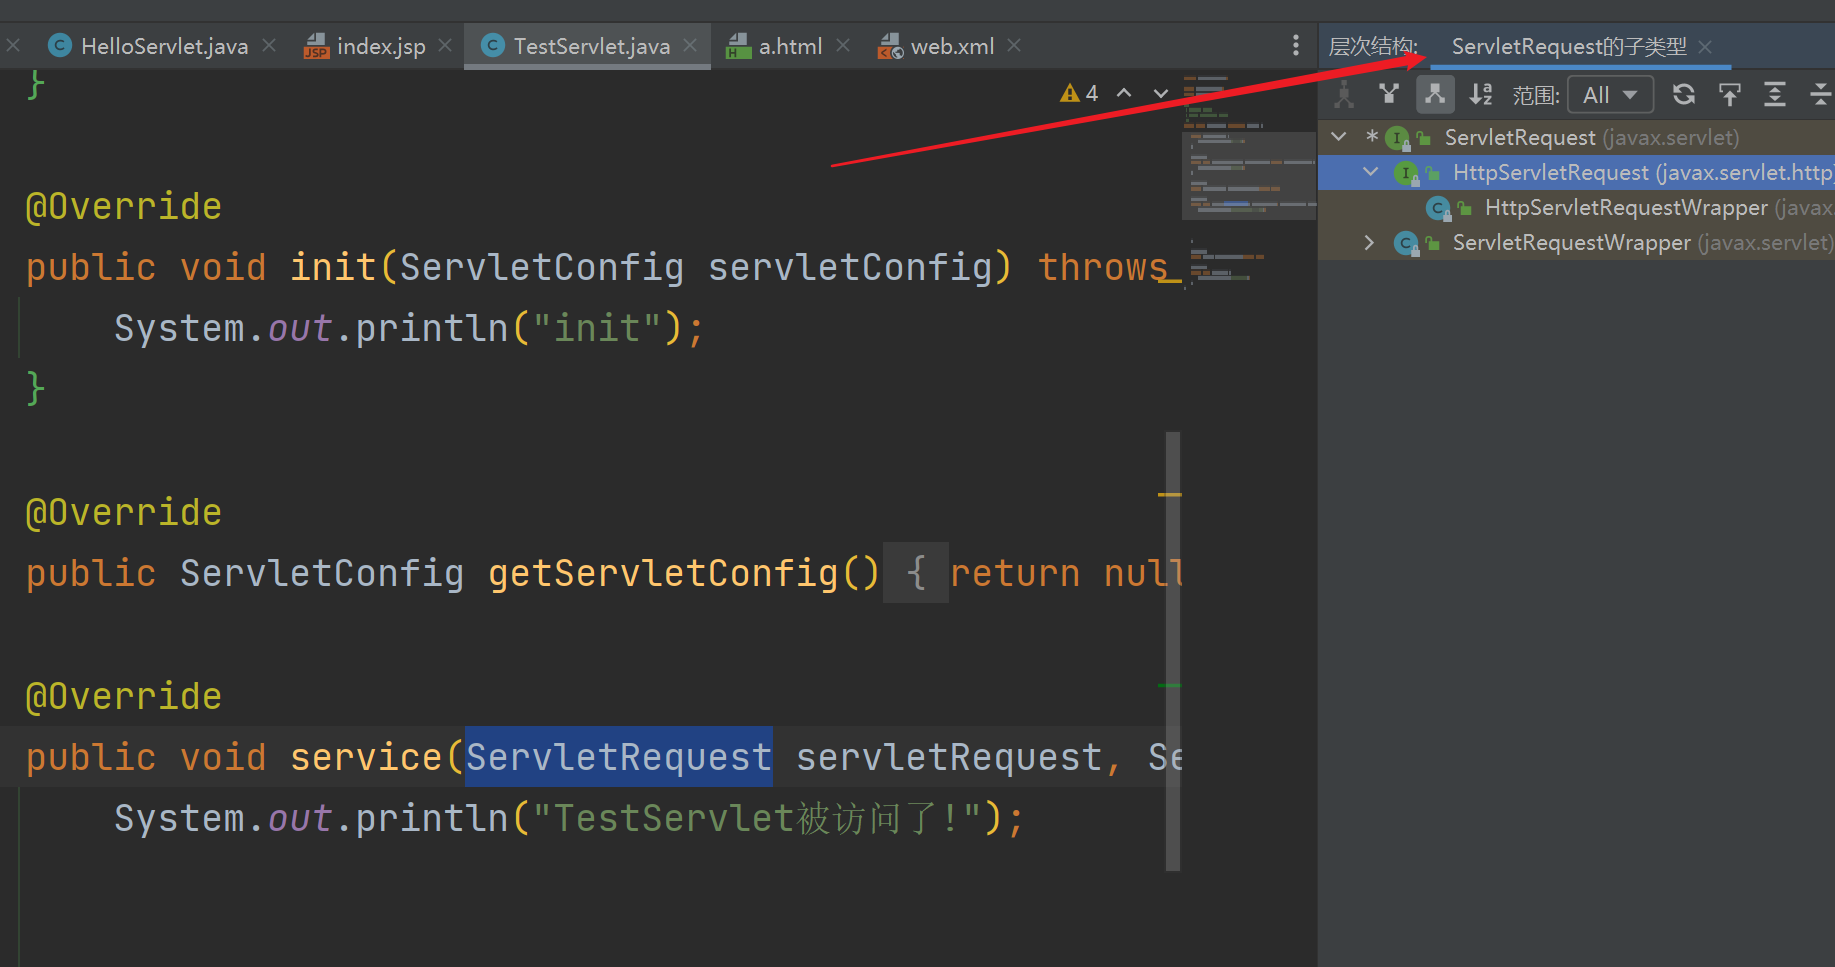 HelloServlet.java index.jsp TestServlet.java a.html web.xml 层次结构: ServletRequest的子类型
4 范围: All
}
* ServletRequest (javax.servlet)
HttpServletRequest (javax.servlet.http)
HttpServletRequestWrapper (javax.
ServletRequestWrapper (javax.servlet)
@Override
public void init(ServletConfig servletConfig) throws
System.out.println("init");
}
@Override
public ServletConfig getServletConfig() { return null
@Override
public void service(ServletRequest servletRequest, Se
System.out.println("TestServlet被访问了!");